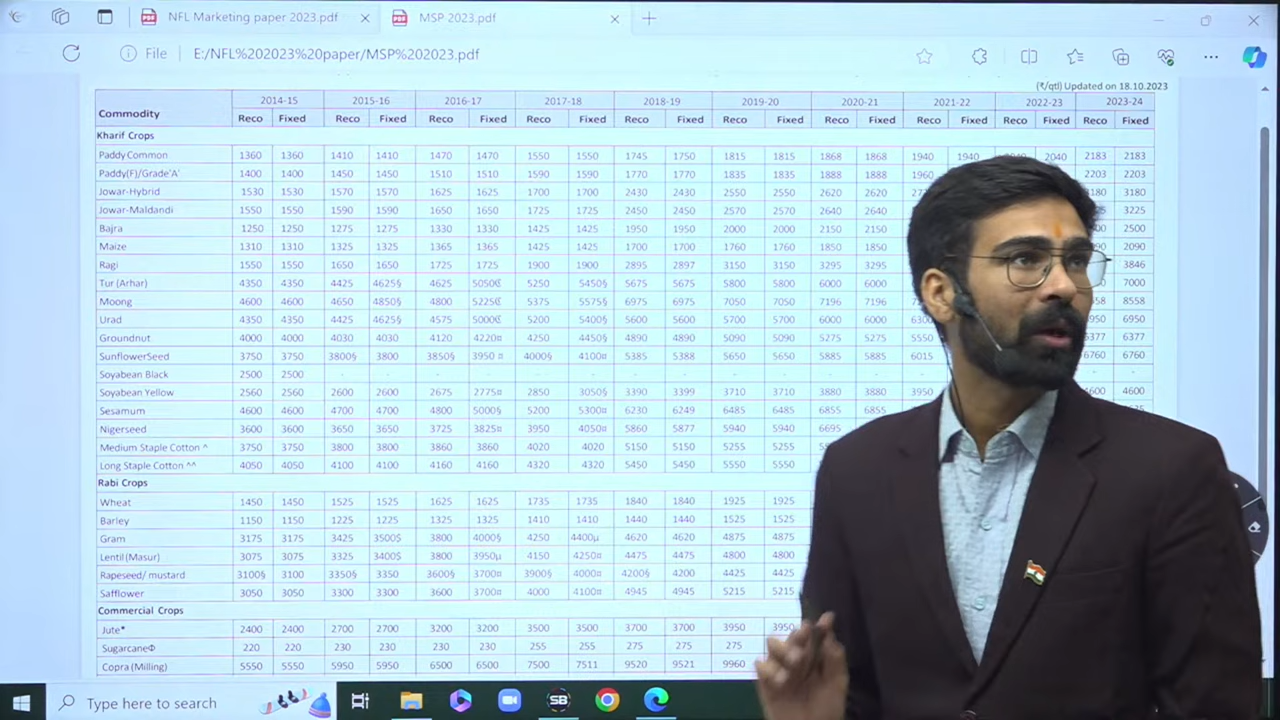 NFL Marketing paper 2023.pdf MSP 2023.pdf
File E:/NFL%202023%20paper/MSP%202023.pdf
(₹/qtl) Updated on 18.10.2023
Commodity 2014-15 2015-16 2016-17 2017-18 2018-19 2019-20 2020-21 2021-22 2022-23 2023-24
Reco Fixed Reco Fixed Reco Fixed Reco Fixed Reco Fixed Reco Fixed Reco Fixed Reco Fixed Reco Fixed Reco Fixed
Kharif Crops
Paddy Common 1360 1360 1410 1410 1470 1470 1550 1550 1745 1750 1815 1815 1868 1868 1940 1940 2040 2183 2183
Paddy(F)/Grade'A' 1400 1400 1450 1450 1510 1510 1590 1590 1770 1770 1835 1835 1888 1888 1960 2203 2203
Jowar-Hybrid 1530 1530 1570 1570 1625 1625 1700 1700 2430 2430 2550 2550 2620 2620 3180
Jowar-Maldandi 1550 1550 1590 1590 1650 1650 1725 1725 2450 2450 2570 2570 2640 2640 3225
Bajra 1250 1250 1275 1275 1330 1330 1425 1425 1950 1950 2000 2000 2150 2150 2500
Maize 1310 1310 1325 1325 1365 1365 1425 1425 1700 1700 1760 1760 1850 1850 2090
Ragi 1550 1550 1650 1650 1725 1725 1900 1900 2895 2897 3150 3150 3295 3295 3846
Tur (Arhar) 4350 4350 4425 4625§ 4625 5050₢ 5250 5450§ 5675 5675 5800 5800 6000 6000 7000
Moong 4600 4600 4650 4850§ 4800 5225₢ 5375 5575§ 6975 6975 7050 7050 7196 7196 8558
Urad 4350 4350 4425 4625§ 4575 5000₢ 5200 5400§ 5600 5600 5700 5700 6000 6000 6300 6950
Groundnut 4000 4000 4030 4030 4120 4220¤ 4250 4450§ 4890 4890 5090 5090 5275 5275 5550 6377 6377
SunflowerSeed 3750 3750 3800§ 3800 3850§ 3950 ¤ 4000§ 4100¤ 5385 5388 5650 5650 5885 5885 6015 6760 6760
Soyabean Black 2500 2500 - - - - - - - - - - - -
Soyabean Yellow 2560 2560 2600 2600 2675 2775¤ 2850 3050§ 3390 3399 3710 3710 3880 3880 3950 4600 4600
Sesamum 4600 4600 4700 4700 4800 5000§ 5200 5300¤ 6230 6249 6485 6485 6855 6855
Nigerseed 3600 3600 3650 3650 3725 3825¤ 3950 4050¤ 5860 5877 5940 5940 6695
Medium Staple Cotton ^ 3750 3750 3800 3800 3860 3860 4020 4020 5150 5150 5255 5255
Long Staple Cotton ^^ 4050 4050 4100 4100 4160 4160 4320 4320 5450 5450 5550 5550
Rabi Crops
Wheat 1450 1450 1525 1525 1625 1625 1735 1735 1840 1840 1925 1925
Barley 1150 1150 1225 1225 1325 1325 1410 1410 1440 1440 1525 1525
Gram 3175 3175 3425 3500$ 3800 4000§ 4250 4400µ 4620 4620 4875 4875
Lentil (Masur) 3075 3075 3325 3400$ 3800 3950µ 4150 4250¤ 4475 4475 4800 4800
Rapeseed/ mustard 3100§ 3100 3350§ 3350 3600§ 3700¤ 3900§ 4000¤ 4200§ 4200 4425 4425
Safflower 3050 3050 3300 3300 3600 3700¤ 4000 4100¤ 4945 4945 5215 5215
Commercial Crops
Jute* 2400 2400 2700 2700 3200 3200 3500 3500 3700 3700 3950 3950
SugarcaneΦ 220 220 230 230 230 230 255 255 275 275 275
Copra (Milling) 5550 5550 5950 5950 6500 6500 7500 7511 9520 9521 9960
Type here to search
SB